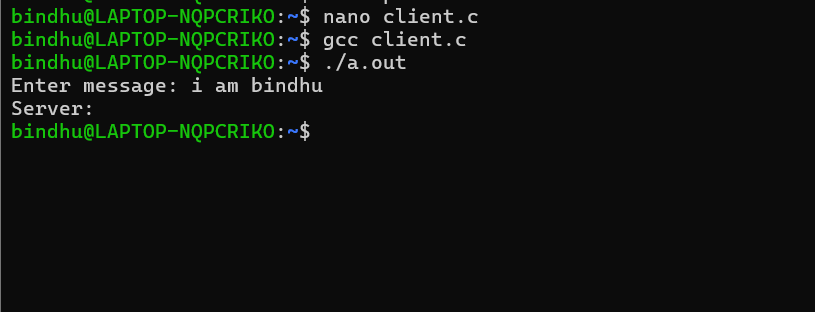 bindhu@LAPTOP-NQPCRIKO:~$ nano client.c
bindhu@LAPTOP-NQPCRIKO:~$ gcc client.c
bindhu@LAPTOP-NQPCRIKO:~$ ./a.out
Enter message: i am bindhu
Server:
bindhu@LAPTOP-NQPCRIKO:~$